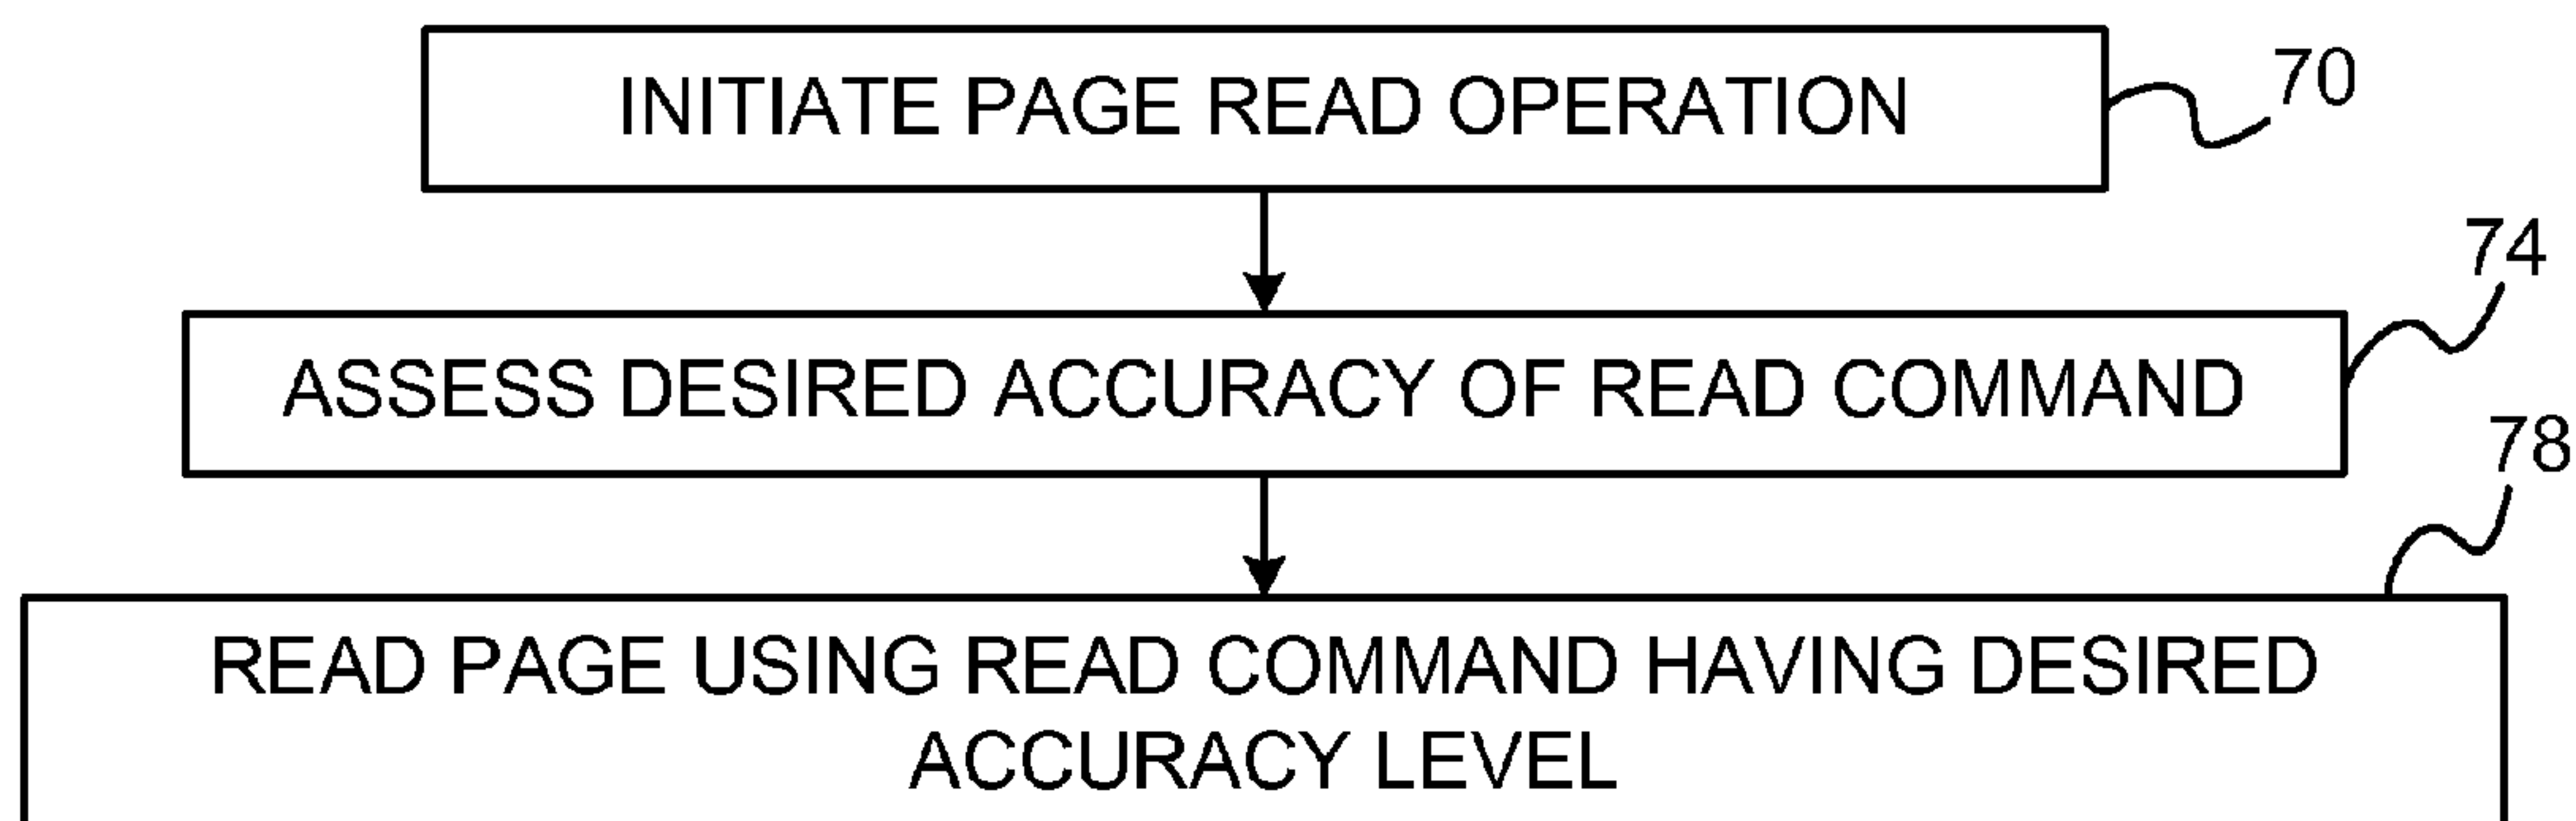 INITIATE PAGE READ OPERATION
70
74
ASSESS DESIRED ACCURACY OF READ COMMAND
78
READ PAGE USING READ COMMAND HAVING DESIRED
ACCURACY LEVEL